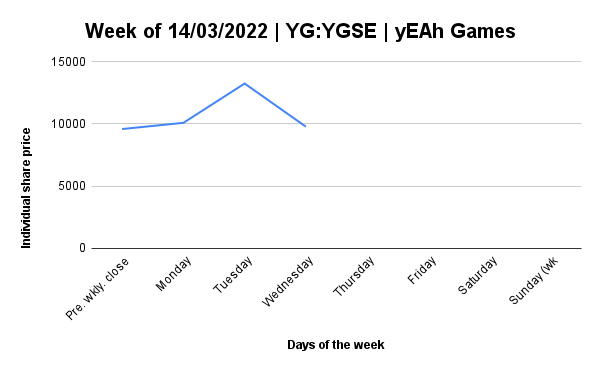 Week of 14/03/2022 | YG:YGSE | yEAh Games
Individual share price
15000
10000
5000
0
Pre. wkly. close
Monday
Tuesday
Wednesday
Thursday
Friday
Saturday
Sunday (wk
Days of the week